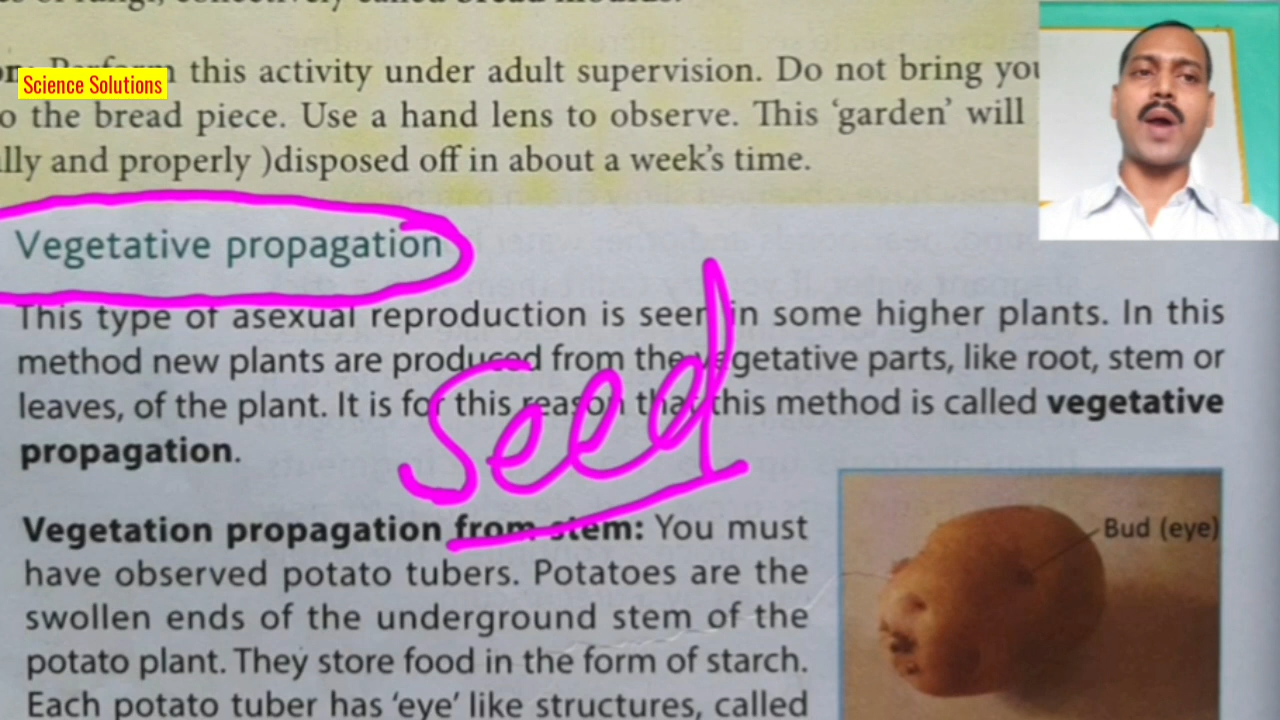 Science Solutions
this activity under adult supervision. Do not bring
the bread piece. Use a hand lens to observe. This ‘garden’ will
and properly )disposed off in about a week’s time.
Vegetative propagation
This type of asexual reproduction is seen in some higher plants. In this
method new plants are produced from the vegetative parts, like root, stem or
leaves, of the plant. It is for this reason that this method is called vegetative
propagation.
seed
Vegetation propagation from stem: You must
have observed potato tubers. Potatoes are the
swollen ends of the underground stem of the
potato plant. They store food in the form of starch.
Each potato tuber has ‘eye’ like structures, called
Bud (eye)